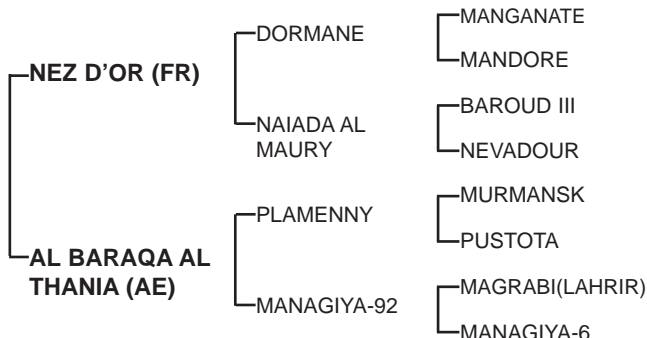 MANGANATE
DORMANE
MANDORE
NEZ D’OR (FR)
BAROUD III
NAIADA AL
MAURY
NEVADOUR
MURMANSK
PLAMENNY
PUSTOTA
AL BARAQA AL
THANIA (AE)
MAGRABI(LAHRIR)
MANAGIYA-92
MANAGIYA-6